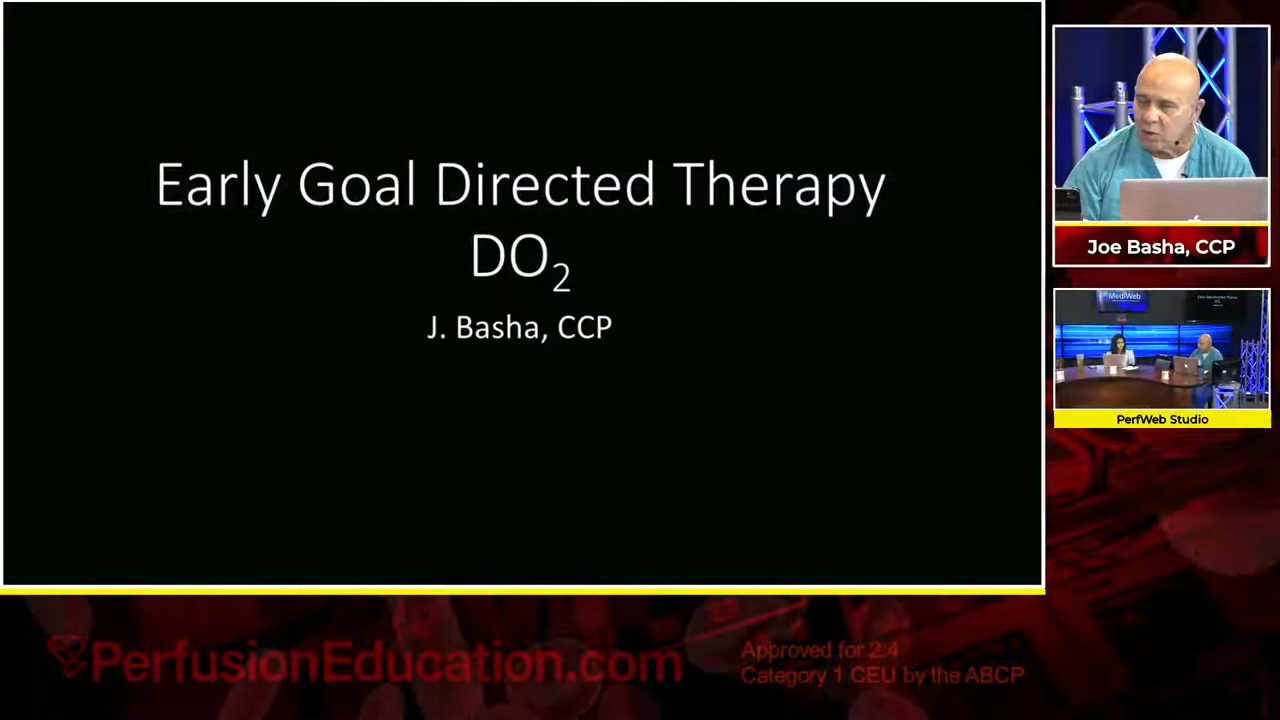 Early Goal Directed Therapy
DO₂
J. Basha, CCP
Joe Basha, CCP
MediWeb
PerfWeb Studio
PerfusionEducation.com
Approved for 2.4
Category 1 CEU by the ABCP